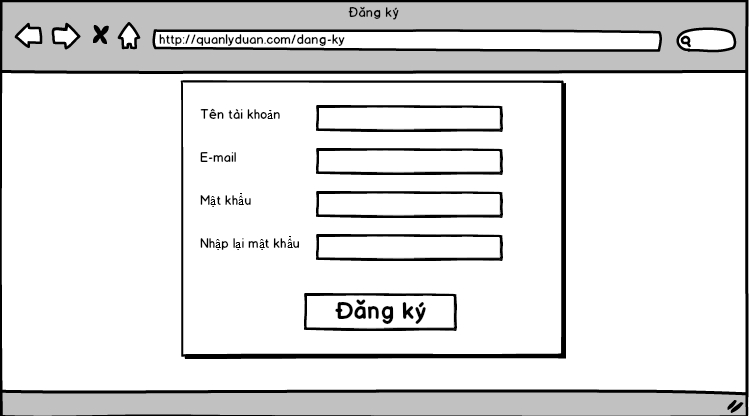 Đăng ký
http://quanlyduan.com/dang-ky
Tên tài khoản
E-mail
Mật khẩu
Nhập lại mật khẩu
Đăng ký